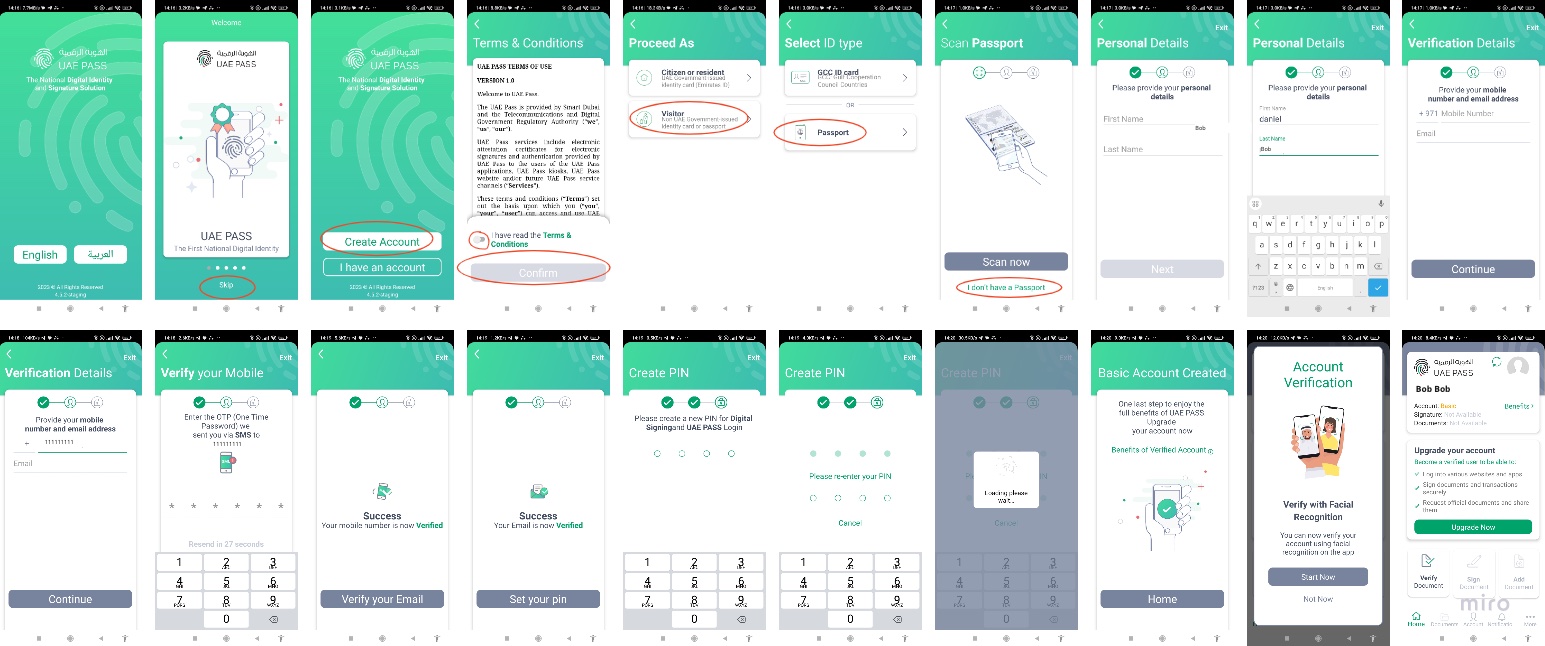 الهوية الرقمية
UAE PASS
The National Digital Identity
and Signature Solution
English
العربية
2023 © All Rights Reserved
4.3.2 staging
Welcome
الهوية الرقمية
UAE PASS
UAE PASS
The First National Digital Identity
Skip
الهوية الرقمية
UAE PASS
The National Digital Identity
and Signature Solution
Create Account
I have an account
2023 © All Rights Reserved
4.3.2 staging
Terms & Conditions
UAE PASS TERMS OF USE
VERSION 1.0
Welcome to UAE Pass.
The UAE Pass is provided by Smart Dubai
and the Telecommunications and Digital
Government Regulatory Authority ("we",
"us", "our").
UAE Pass services include electronic
attestation certificates for electronic
signatures and authentication provided by
UAE Pass to the users of the UAE Pass
applications, UAE Pass kiosks, UAE Pass
website and/or future UAE Pass service
channels ("Services").
These terms and conditions ("Terms") set
out the basis upon which you ("you",
"your", "user") can access and use UAE
I have read the Terms &
Conditions
Confirm
Proceed As
Citizen or resident
UAE Government-issued
identity card (Emirates ID)
Visitor
Non UAE Government-issued
identity card or passport
Select ID type
GCC ID card
GCC: Gulf Cooperation
Council Countries
OR
Passport
Scan Passport
Scan now
I don't have a Passport
Exit
Personal Details
Please provide your personal
details
First Name
Bob
Last Name
Next
Exit
Personal Details
Please provide your personal
details
First Name
daniel
Last Name
Bob
q w e r t y u i o p
a s d f g h j k l
z x c v b n m
?123
English
Exit
Verification Details
Provide your mobile
number and email address
+ 971 Mobile Number
Email
Continue
Exit
Verification Details
Provide your mobile
number and email address
+ 111111111
Email
Continue
Exit
Verify your Mobile
Enter the OTP (One Time
Password) we
sent you via SMS to
111111111
* * * * * *
Resend in 27 seconds
1 2 3
4 5 6
7 8 9
0
Exit
Success
Your mobile number is now Verified
Verify your Email
Exit
Success
Your Email is now Verified
Set your pin
Exit
Create PIN
Please create a new PIN for Digital
Signingand UAE PASS Login
1 2 3
4 5 6
7 8 9
0
Exit
Create PIN
Please re-enter your PIN
Cancel
1 2 3
4 5 6
7 8 9
0
Exit
Create PIN
Loading please
wait...
Cancel
1 2 3
4 5 6
7 8 9
0
Basic Account Created
One last step to enjoy the
full benefits of UAE PASS
Upgrade
your account now
Benefits of Verified Account
Home
Account
Verification
Verify with Facial
Recognition
You can now verify your
account using facial
recognition on the app
Start Now
Not Now
الهوية الرقمية
UAE PASS
Bob Bob
Account: Basic
Benefits
Signature: Not Available
Documents: Not Available
Upgrade your account
Become a verified user to be able to:
Log into various websites and apps
Sign documents and transactions
securely
Request official documents and share
them
Upgrade Now
Verify
Document
Sign
Document
Add
Document
miro
Home
Documents
Account
More